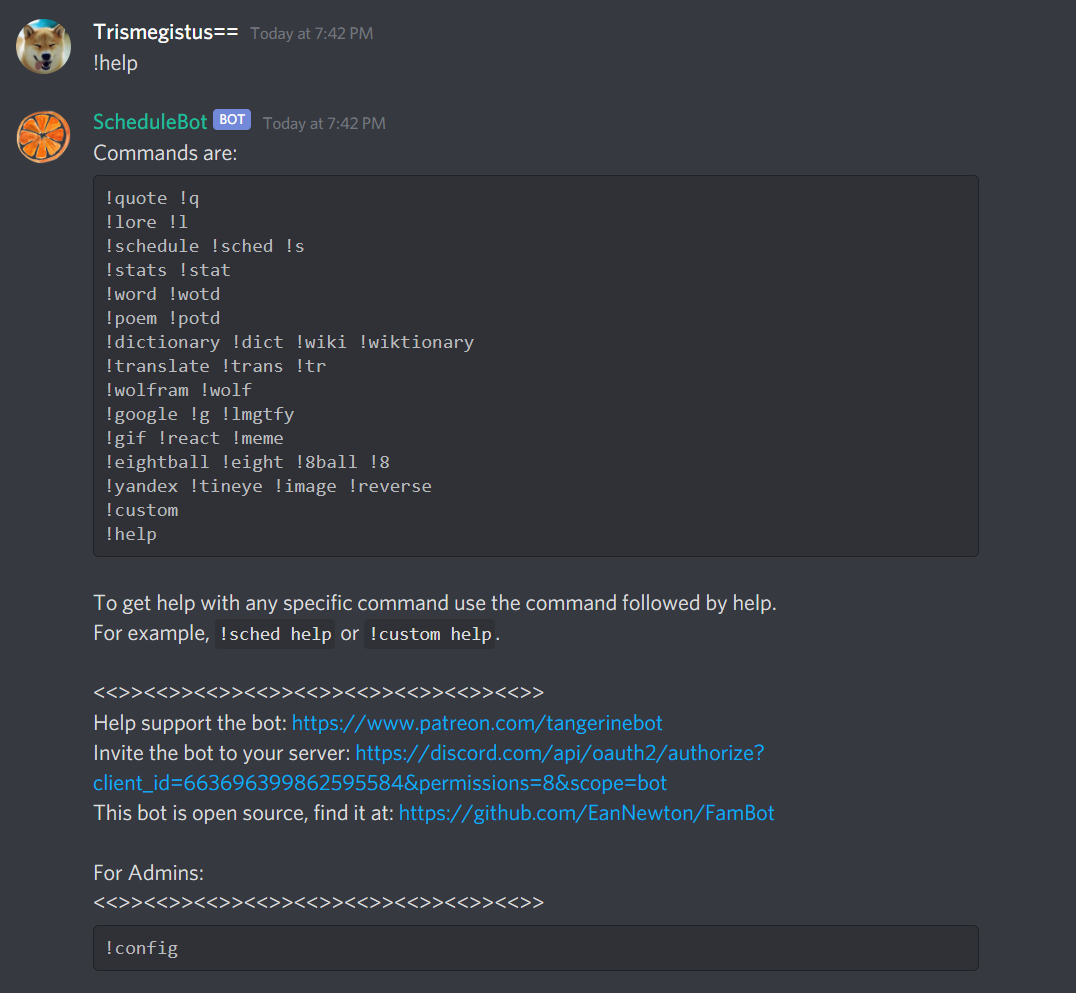 Trismegistus== Today at 7:42 PM
!help
ScheduleBot BOT Today at 7:42 PM
Commands are:
!quote !q
!lore !l
!schedule !sched !s
!stats !stat
!word !wotd
!poem !potd
!dictionary !dict !wiki !wiktionary
!translate !trans !tr
!wolfram !wolf
!google !g !lmgtfy
!gif !react !meme
!eightball !eight !8ball !8
!yandex !tineye !image !reverse
!custom
!help
To get help with any specific command use the command followed by help.
For example, !sched help or !custom help.
<<>><<>><<>><<>><<>><<>><<>><<>><<>>
Help support the bot: https://www.patreon.com/tangerinebot
Invite the bot to your server: https://discord.com/api/oauth2/authorize?
client_id=663696399862595584&permissions=8&scope=bot
This bot is open source, find it at: https://github.com/EanNewton/FamBot
For Admins:
<<>><<>><<>><<>><<>><<>><<>><<>><<>>
!config